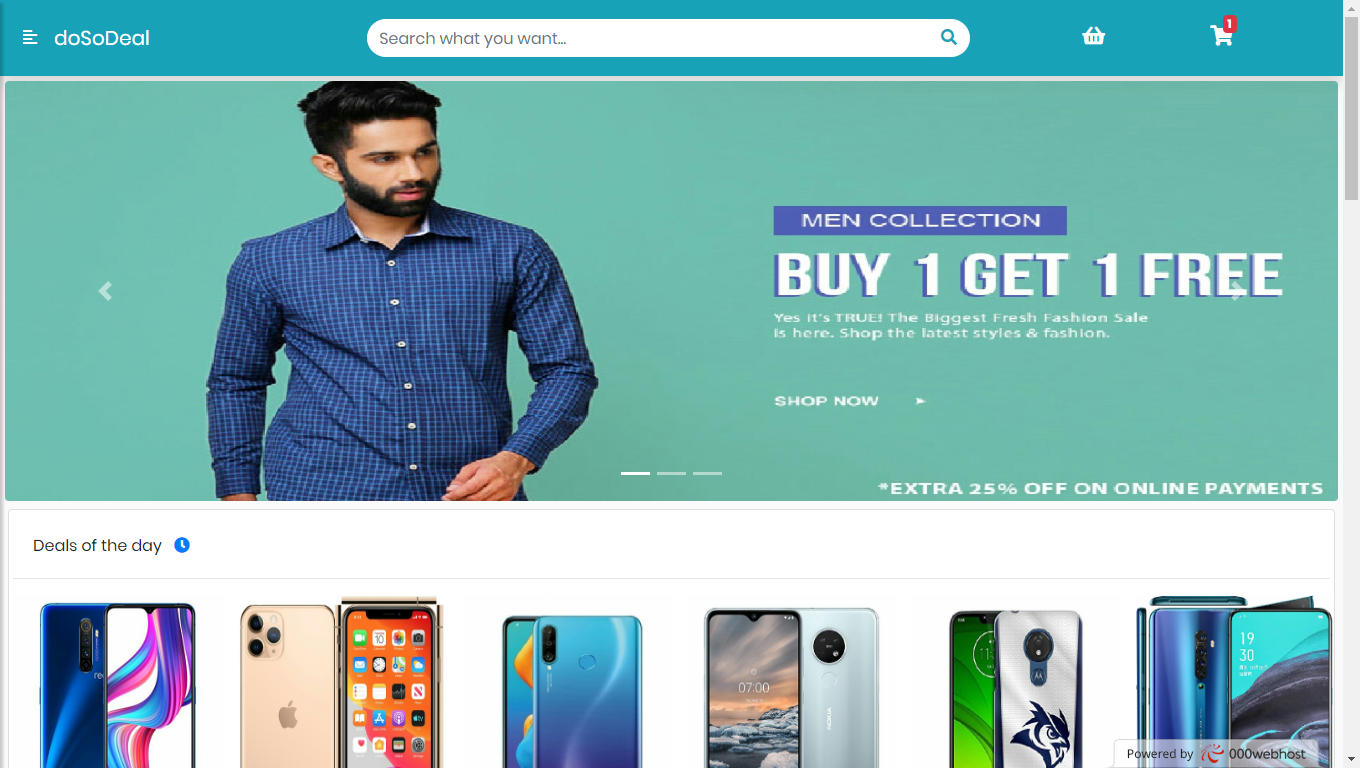 doSoDeal
Search what you want...
1
MEN COLLECTION
BUY 1 GET 1 FREE
Yes It's TRUE! The Biggest Fresh Fashion Sale
is here. Shop the latest styles & fashion.
SHOP NOW
*EXTRA 25% OFF ON ONLINE PAYMENTS
Deals of the day
07:00
NOKIA
19
30
Powered by 000webhost